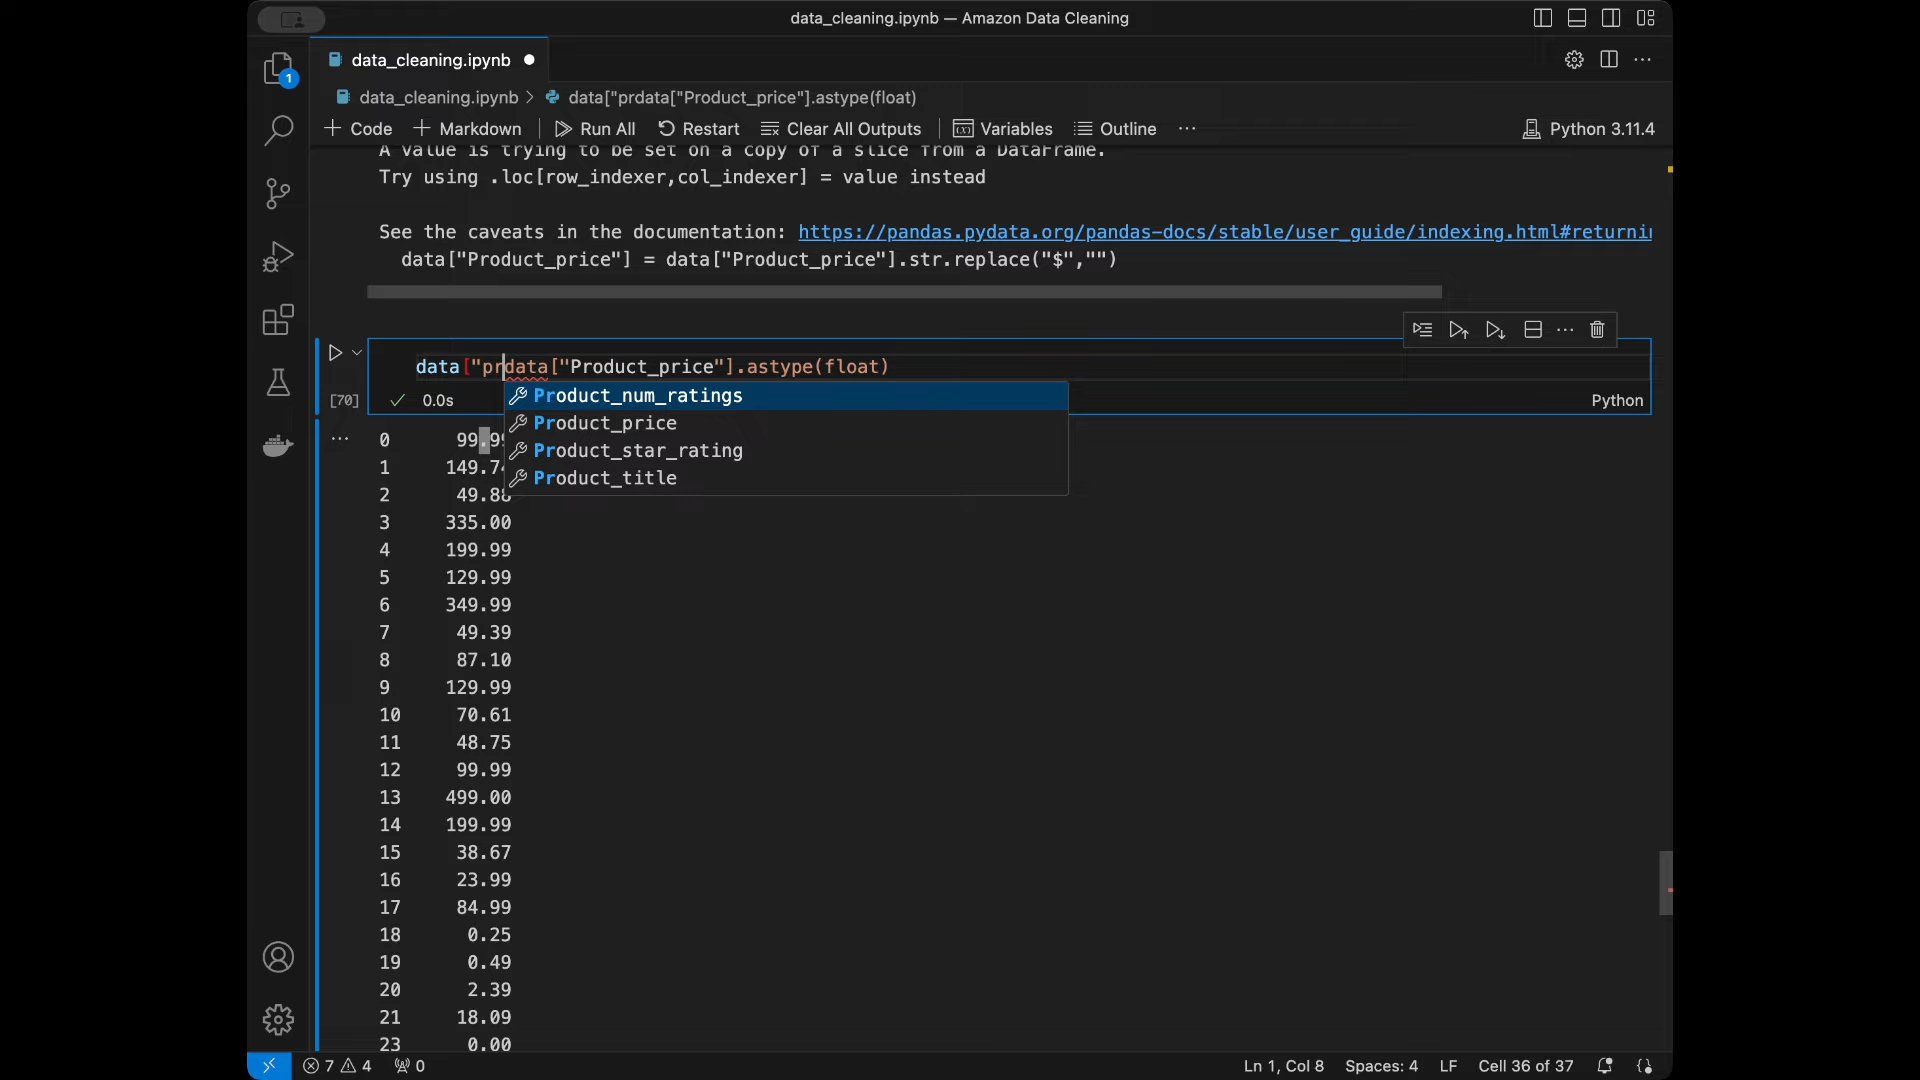 data_cleaning.ipynb — Amazon Data Cleaning
data_cleaning.ipynb
1
data_cleaning.ipynb > data["prdata["Product_price"].astype(float)
+ Code + Markdown Run All Restart Clear All Outputs Variables Outline ... Python 3.11.4
A value is trying to be set on a copy of a slice from a DataFrame.
Try using .loc[row_indexer,col_indexer] = value instead
See the caveats in the documentation: https://pandas.pydata.org/pandas-docs/stable/user_guide/indexing.html#returnin
data["Product_price"] = data["Product_price"].str.replace("$","")
data["prdata["Product_price"].astype(float)
[70] 0.0s Python
Product_num_ratings
Product_price
Product_star_rating
Product_title
0 99.99
1 149.74
2 49.88
3 335.00
4 199.99
5 129.99
6 349.99
7 49.39
8 87.10
9 129.99
10 70.61
11 48.75
12 99.99
13 499.00
14 199.99
15 38.67
16 23.99
17 84.99
18 0.25
19 0.49
20 2.39
21 18.09
23 0.00
7 4 0 Ln 1, Col 8 Spaces: 4 LF Cell 36 of 37